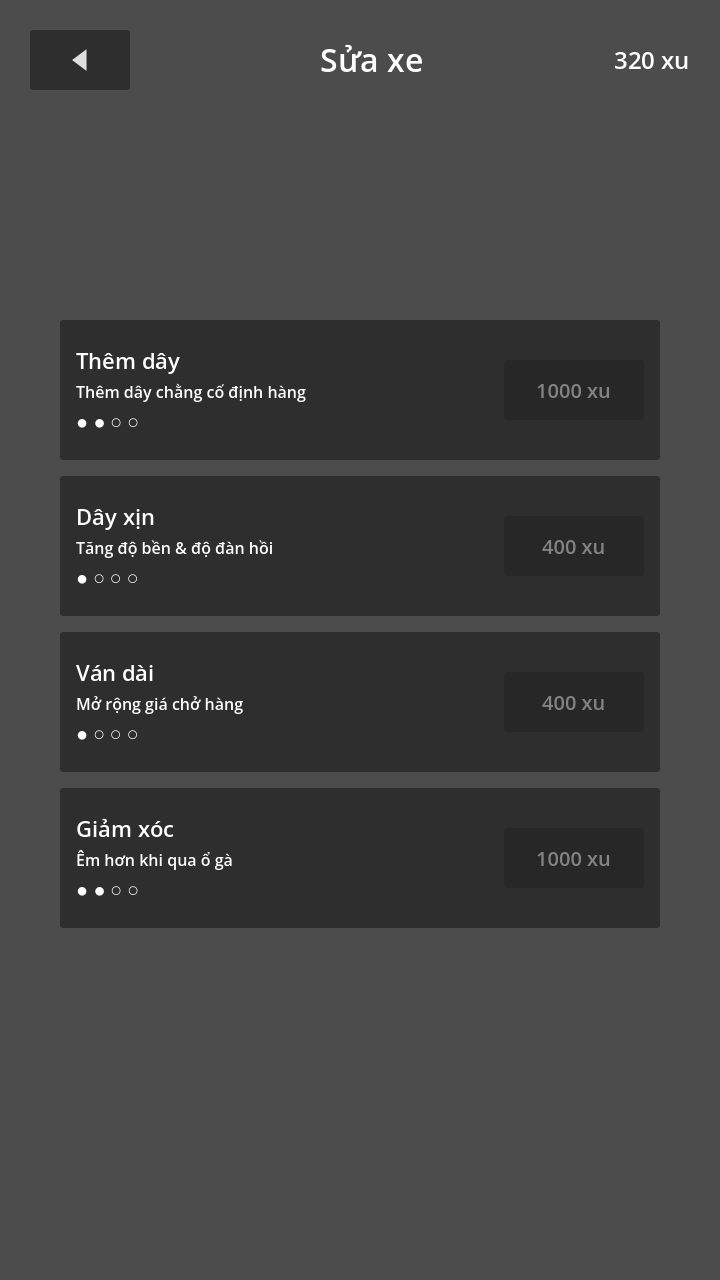 Sửa xe
320 xu
Thêm dây
Thêm dây chằng cố định hàng
1000 xu
Dây xịn
Tăng độ bền & độ đàn hồi
400 xu
Ván dài
Mở rộng giá chở hàng
400 xu
Giảm xóc
Êm hơn khi qua ổ gà
1000 xu